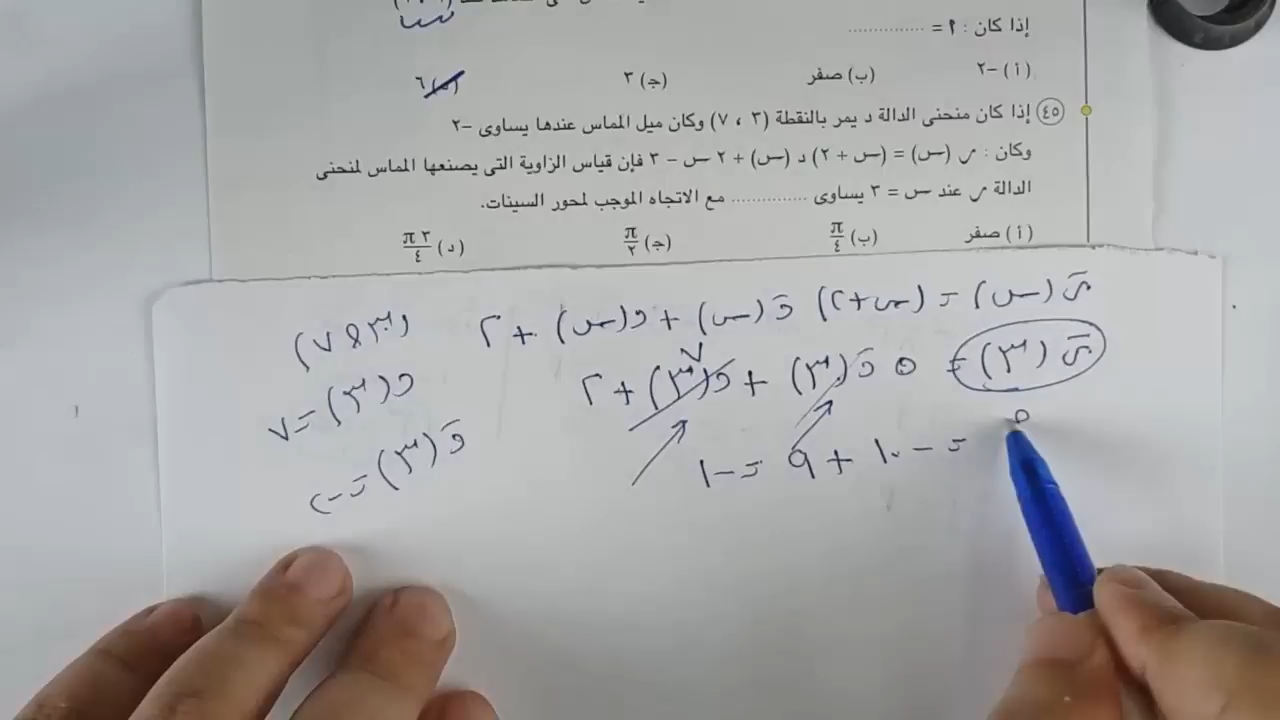 إذا كان : ٢ = ...............
(أ) -٢ (ب) صفر (جـ) ٣ (د) ٦
٤٥ إذا كان منحنى الدالة د يمر بالنقطة (٣ ، ٧) وكان ميل المماس عندها يساوى -٢
وكان : ى (س) = (س + ٢) د (س) + ٢ س - ٣ فإن قياس الزاوية التى يصنعها المماس لمنحنى
الدالة ى عند س = ٣ يساوى ............... مع الاتجاه الموجب لمحور السينات.
(أ) صفر (ب) π/٤ (جـ) π/٢ (د) ٣π/٤
ىَ (س) = (س+٢) دَ (س) + د(س) + ٢
ىَ (٣) = ٥ دَ (٣) + د(٣) + ٢
٧
= -١٠ + ٩ = -١
(٣،٧)
د(٣) = ٧
دَ (٣) = -٢